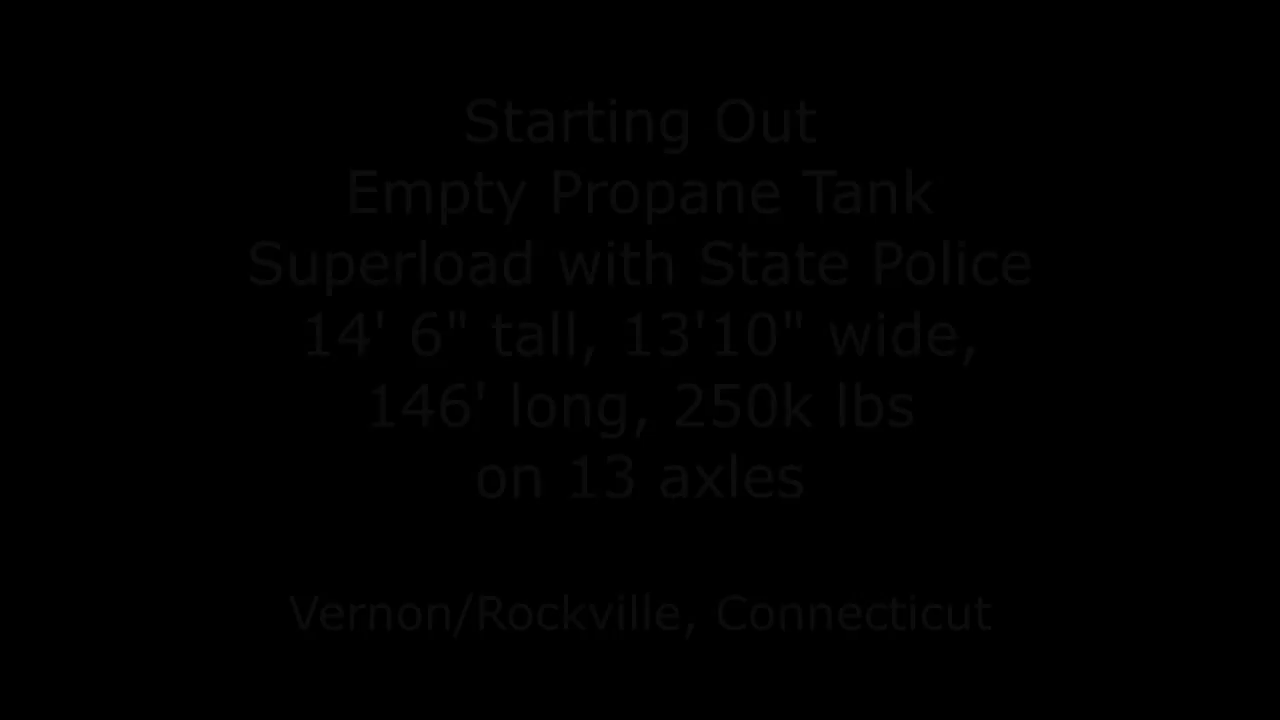 Starting Out
Empty Propane Tank
Superload with State Police
14' 6" tall, 13'10" wide,
146' long, 250k lbs
on 13 axles
Vernon/Rockville, Connecticut